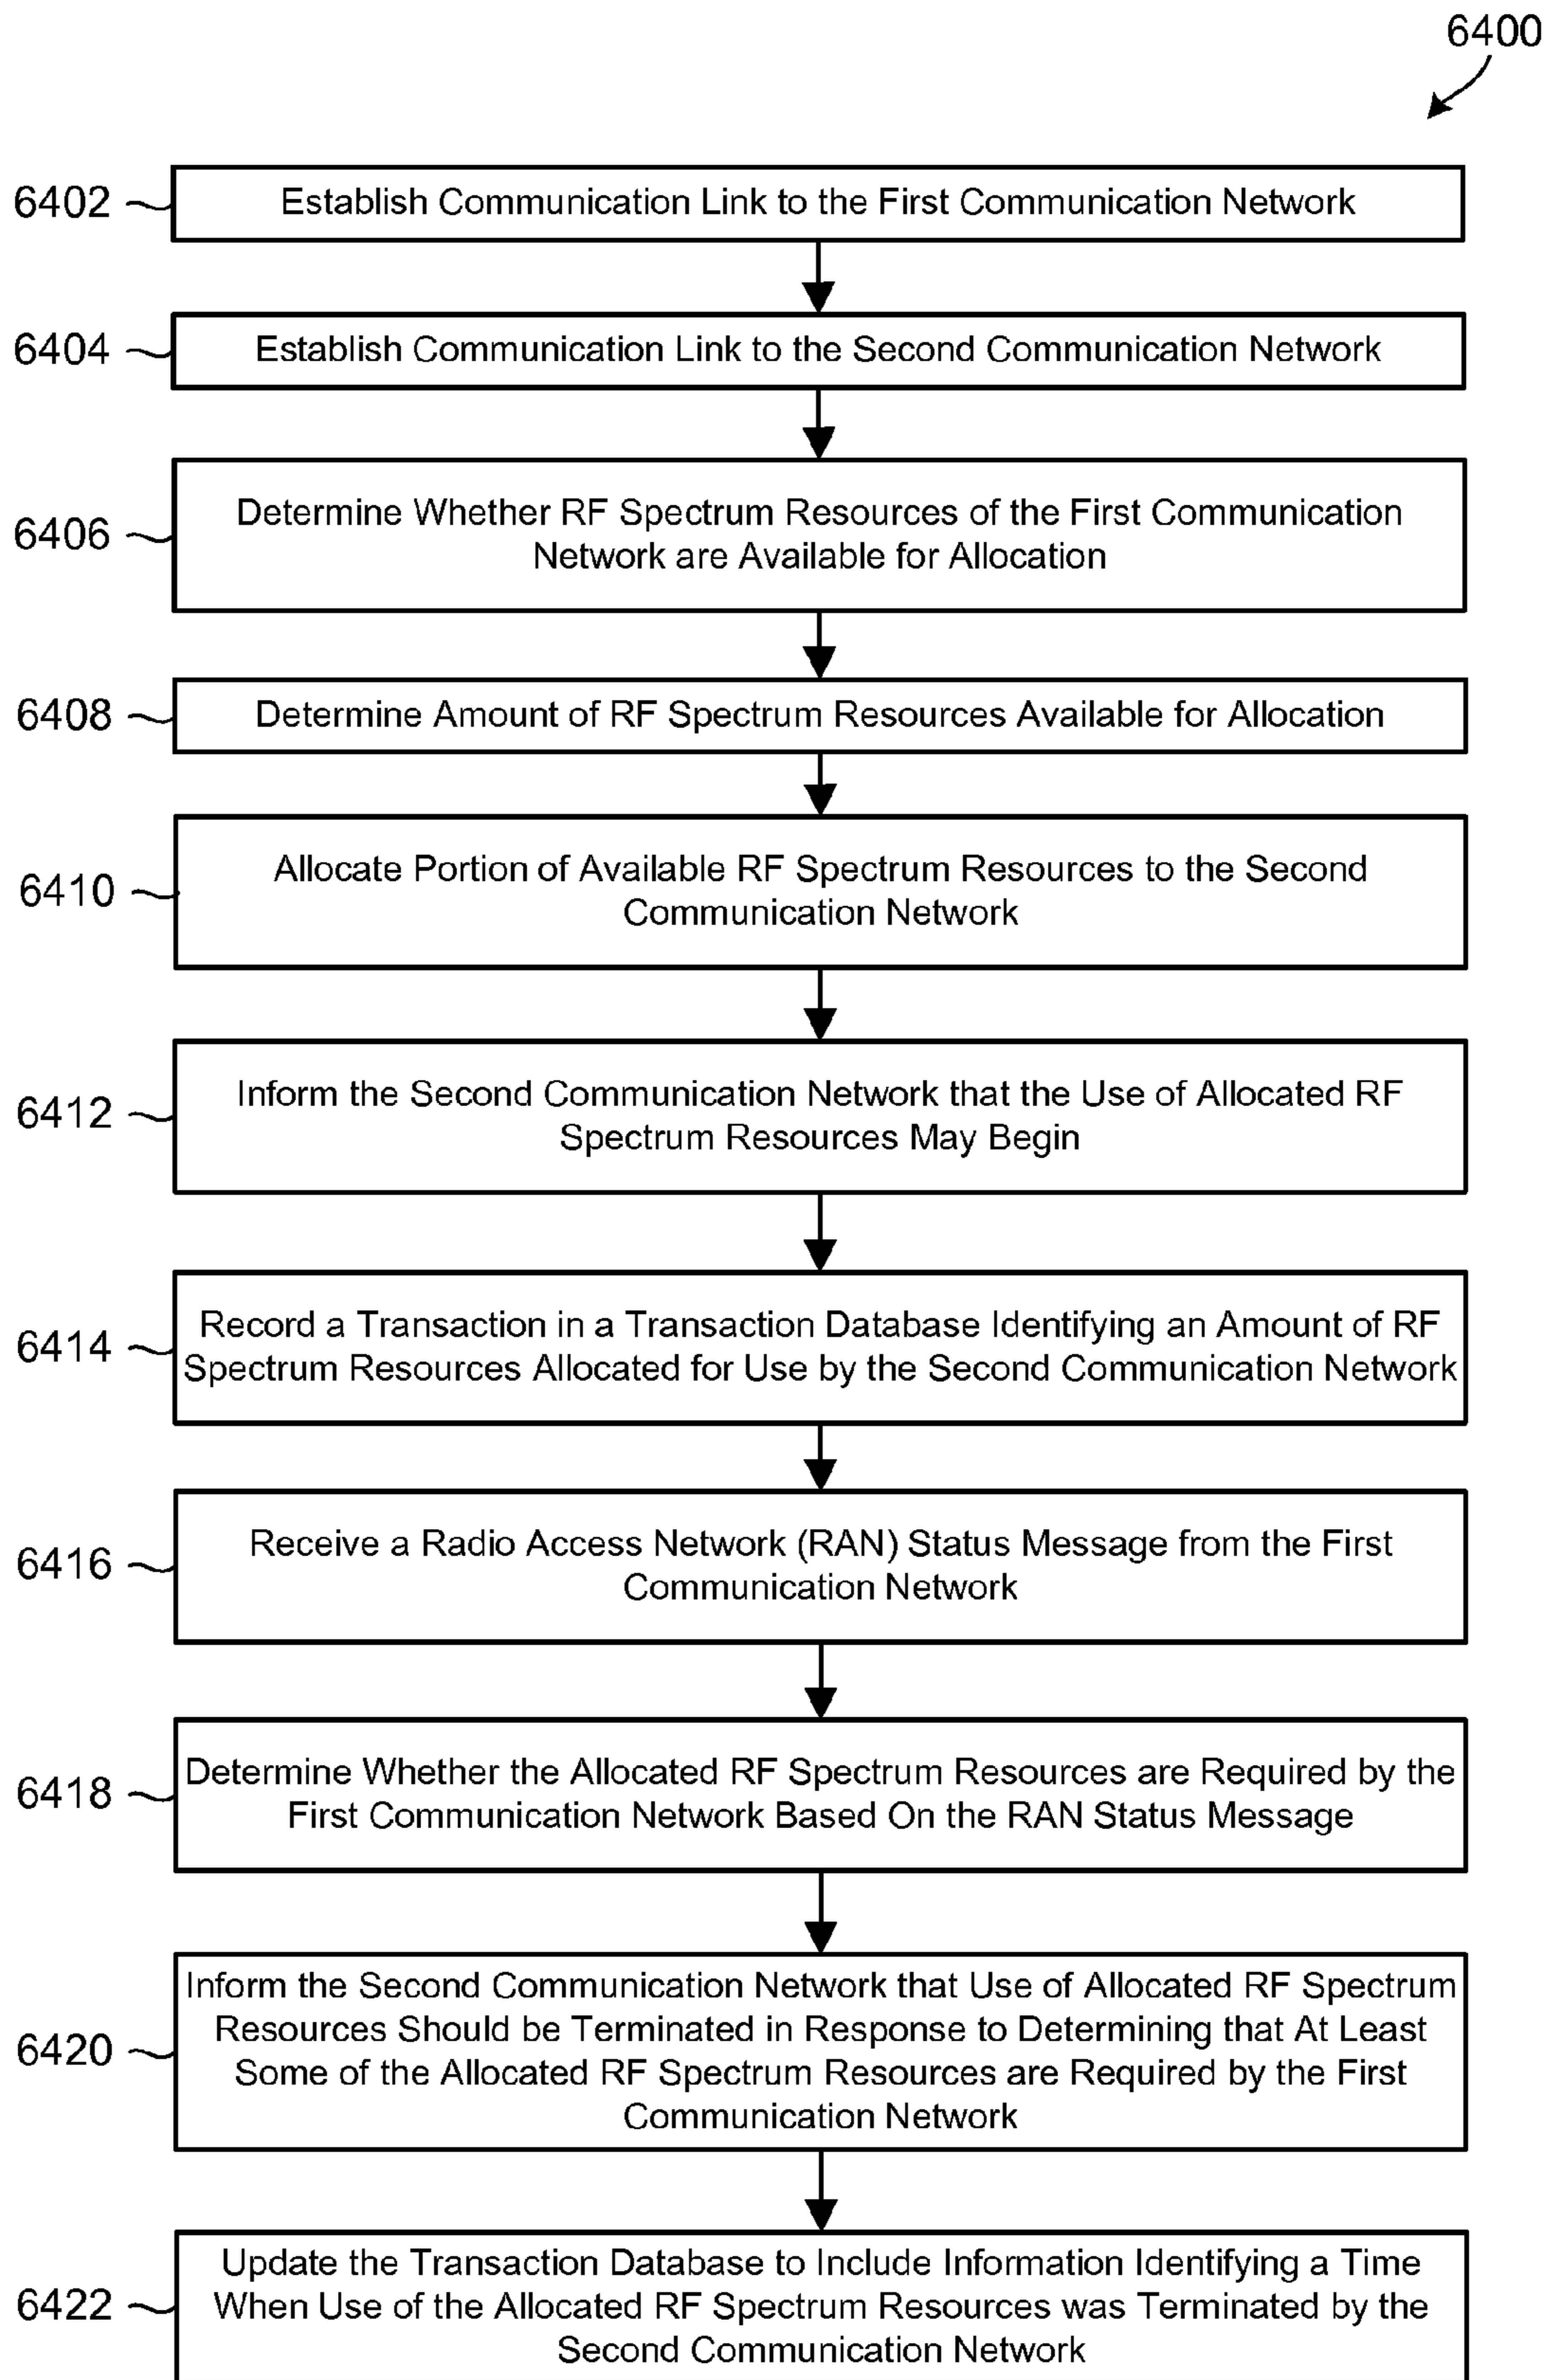 6400
6402
Establish Communication Link to the First Communication Network
6404
Establish Communication Link to the Second Communication Network
6406
Determine Whether RF Spectrum Resources of the First Communication
Network are Available for Allocation
6408
Determine Amount of RF Spectrum Resources Available for Allocation
6410
Allocate Portion of Available RF Spectrum Resources to the Second
Communication Network
6412
Inform the Second Communication Network that the Use of Allocated RF
Spectrum Resources May Begin
6414
Record a Transaction in a Transaction Database Identifying an Amount of RF
Spectrum Resources Allocated for Use by the Second Communication Network
6416
Receive a Radio Access Network (RAN) Status Message from the First
Communication Network
6418
Determine Whether the Allocated RF Spectrum Resources are Required by the
First Communication Network Based On the RAN Status Message
6420
Inform the Second Communication Network that Use of Allocated RF Spectrum
Resources Should be Terminated in Response to Determining that At Least
Some of the Allocated RF Spectrum Resources are Required by the First
Communication Network
6422
Update the Transaction Database to Include Information Identifying a Time
When Use of the Allocated RF Spectrum Resources was Terminated by the
Second Communication Network